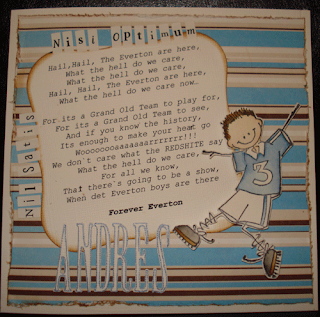 Nisi Optimum
Hail,Hail, The Everton are here,
What the hell do we care,
What the hell do we care,
Hail, Hail, The Everton are here,
What the hell do we care now.
For its a Grand Old Team to play for,
For its a Grand Old Team to see,
And if you know the history,
Its enough to make your heart go
Wooooooaaaaaaarrrrrrr!!!
We don't care what the REDSHITE say
What the hell do we care,
For all we know,
That there's going to be a show,
When det Everton boys are there
Forever Everton
Nil Satis
ANDRES
3